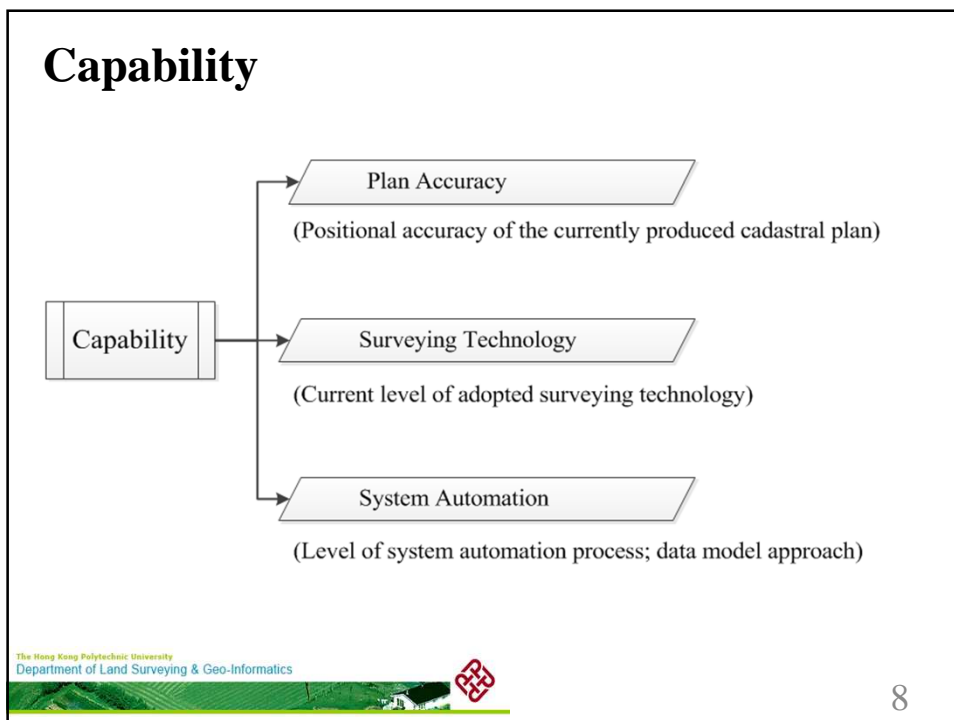 Capability
Plan Accuracy
(Positional accuracy of the currently produced cadastral plan)
Capability
Surveying Technology
(Current level of adopted surveying technology)
System Automation
(Level of system automation process; data model approach)
The Hong Kong Polytechnic University
Department of Land Surveying & Geo-Informatics
8